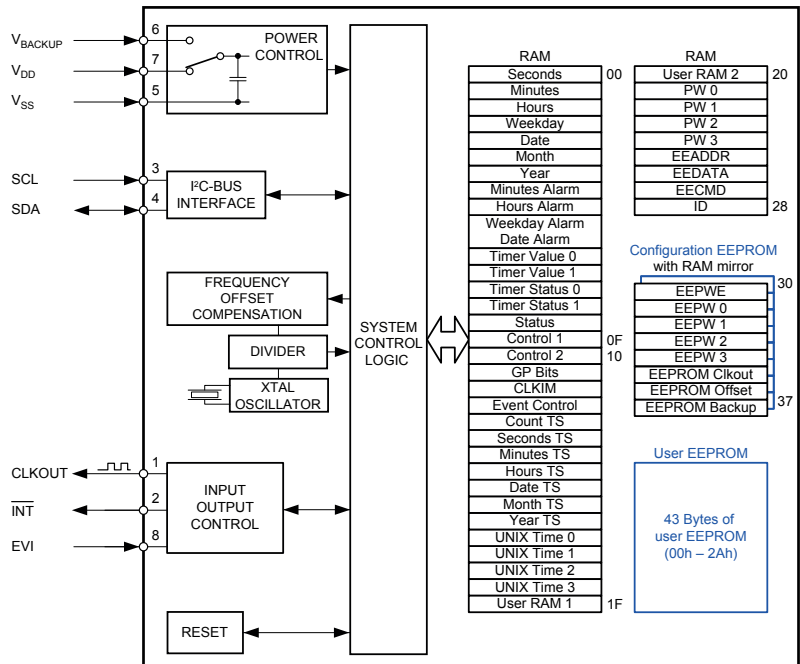 V_BACKUP
6
V_DD
7
V_SS
5
POWER
CONTROL
SCL
3
SDA
4
I²C-BUS
INTERFACE
FREQUENCY
OFFSET
COMPENSATION
DIVIDER
XTAL
OSCILLATOR
CLKOUT
1
INT
2
EVI
8
INPUT
OUTPUT
CONTROL
RESET
SYSTEM
CONTROL
LOGIC
RAM
Seconds 00
Minutes
Hours
Weekday
Date
Month
Year
Minutes Alarm
Hours Alarm
Weekday Alarm
Date Alarm
Timer Value 0
Timer Value 1
Timer Status 0
Timer Status 1
Status
Control 1 0F
Control 2 10
GP Bits
CLKIM
Event Control
Count TS
Seconds TS
Minutes TS
Hours TS
Date TS
Month TS
Year TS
UNIX Time 0
UNIX Time 1
UNIX Time 2
UNIX Time 3
User RAM 1 1F
RAM
User RAM 2 20
PW 0
PW 1
PW 2
PW 3
EEADDR
EEDATA
EECMD
ID 28
Configuration EEPROM
with RAM mirror
30
EEPWE
EEPW 0
EEPW 1
EEPW 2
EEPW 3
EEPROM Clkout
EEPROM Offset
EEPROM Backup
37
User EEPROM
43 Bytes of
user EEPROM
(00h – 2Ah)